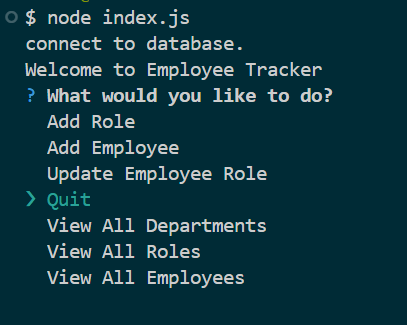 $ node index.js
connect to database.
Welcome to Employee Tracker
? What would you like to do?
Add Role
Add Employee
Update Employee Role
❯ Quit
View All Departments
View All Roles
View All Employees